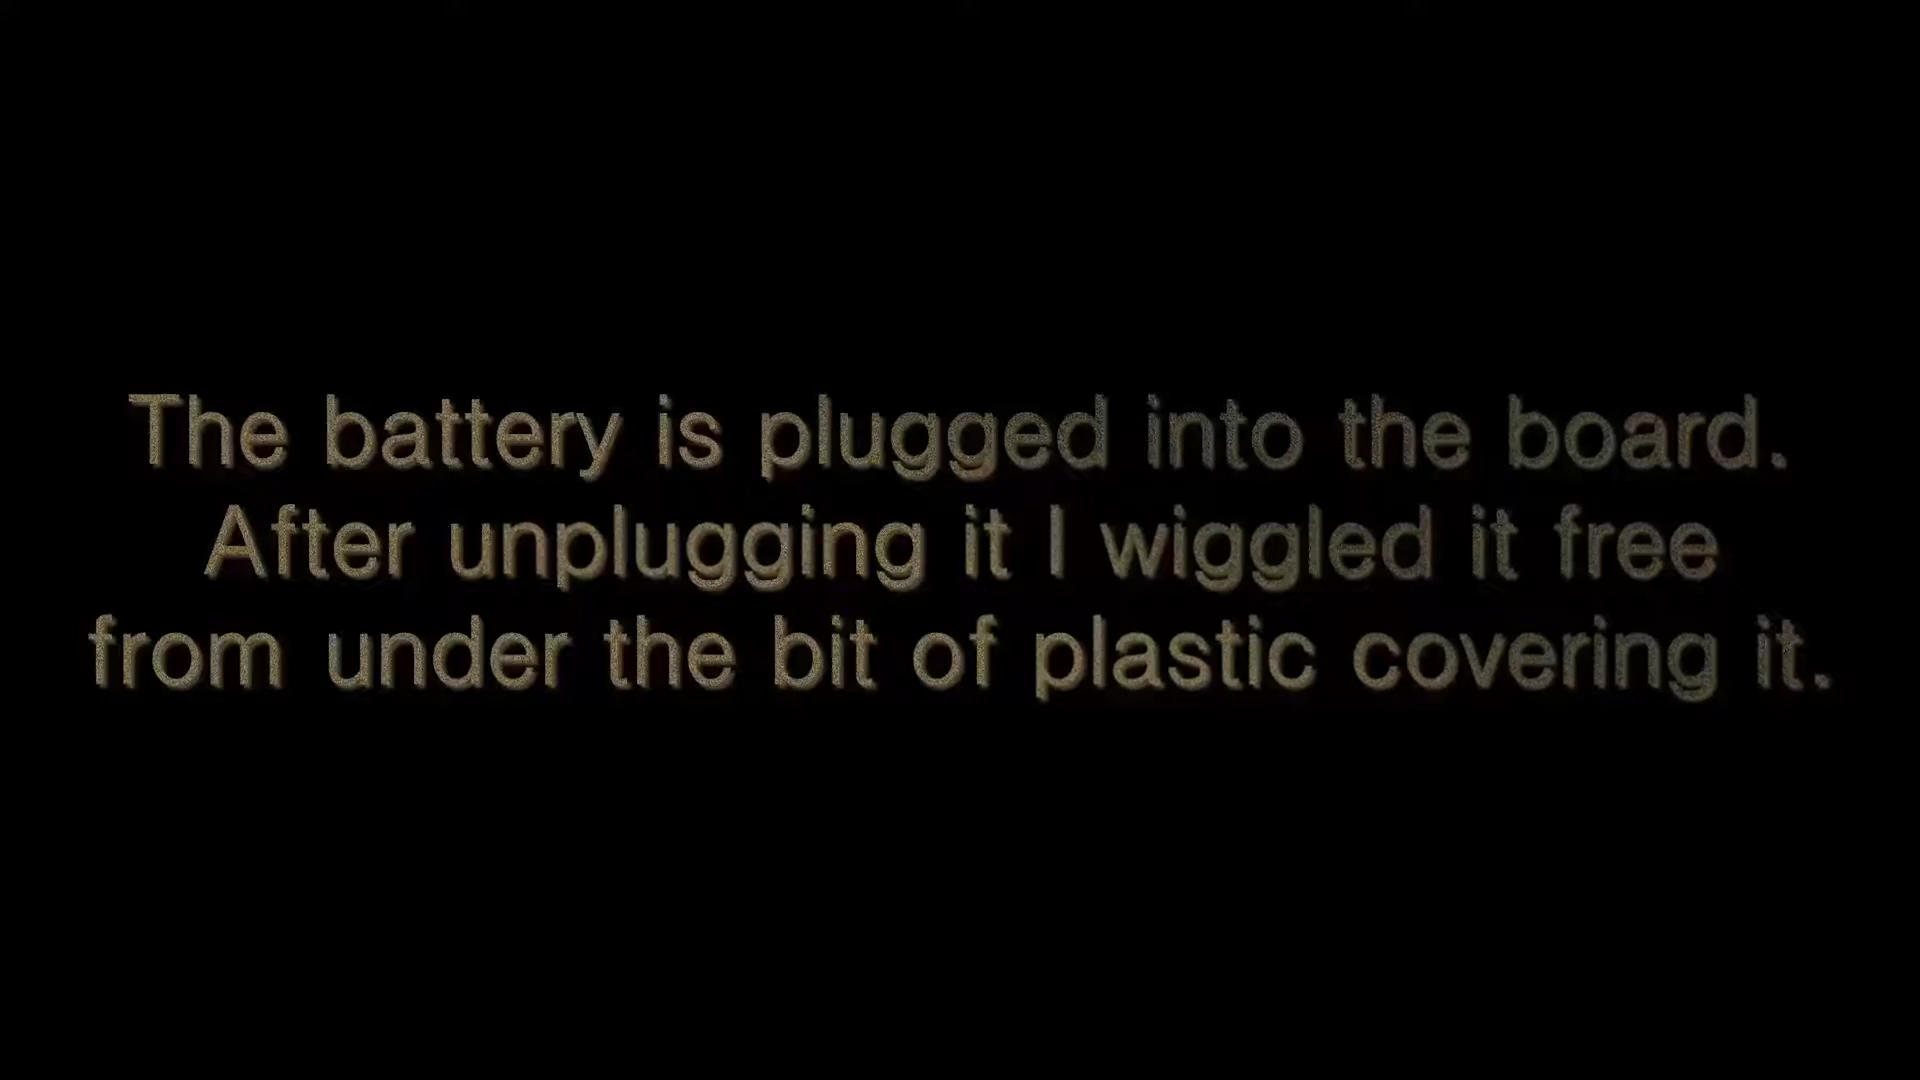 The battery is plugged into the board.
After unplugging it I wiggled it free
from under the bit of plastic covering it.